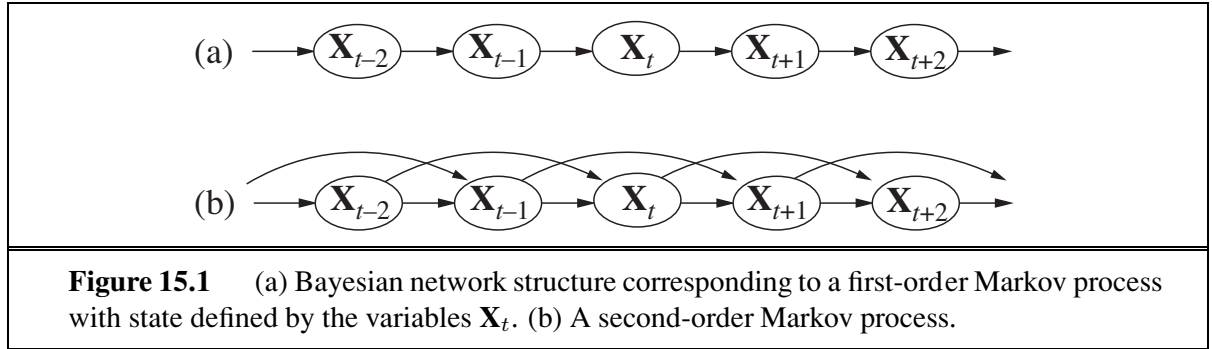 (a) X_{t–2} X_{t–1} X_t X_{t+1} X_{t+2}
(b) X_{t–2} X_{t–1} X_t X_{t+1} X_{t+2}
Figure 15.1 (a) Bayesian network structure corresponding to a first-order Markov process
with state defined by the variables X_t. (b) A second-order Markov process.